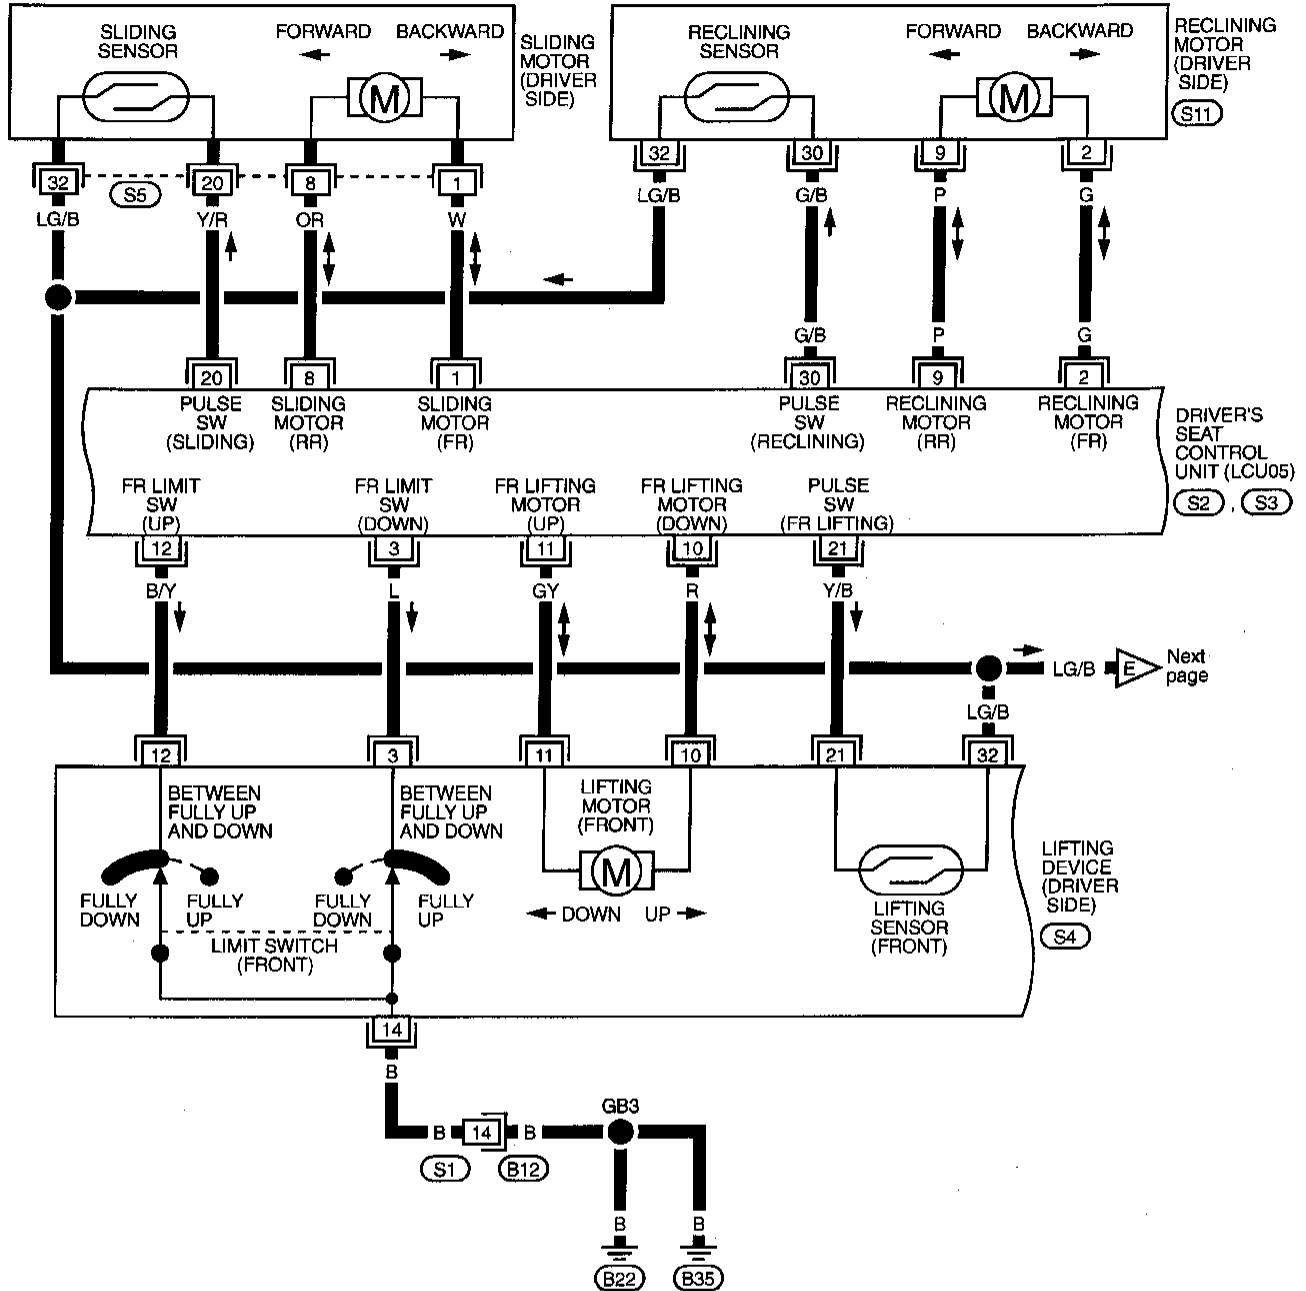 SLIDING
SENSOR
FORWARD
BACKWARD
M
SLIDING
MOTOR
(DRIVER
SIDE)
RECLINING
SENSOR
FORWARD
BACKWARD
M
RECLINING
MOTOR
(DRIVER
SIDE)
S11
32
S5
20
8
1
32
30
9
2
LG/B
Y/R
OR
W
LG/B
G/B
P
G
G/B
P
G
20
8
1
30
9
2
PULSE
SW
(SLIDING)
SLIDING
MOTOR
(RR)
SLIDING
MOTOR
(FR)
PULSE
SW
(RECLINING)
RECLINING
MOTOR
(RR)
RECLINING
MOTOR
(FR)
DRIVER'S
SEAT
CONTROL
UNIT (LCU05)
S2 , S3
FR LIMIT
SW
(UP)
FR LIMIT
SW
(DOWN)
FR LIFTING
MOTOR
(UP)
FR LIFTING
MOTOR
(DOWN)
PULSE
SW
(FR LIFTING)
12
3
11
10
21
B/Y
L
GY
R
Y/B
LG/B
E
Next
page
LG/B
12
3
11
10
21
32
BETWEEN
FULLY UP
AND DOWN
BETWEEN
FULLY UP
AND DOWN
LIFTING
MOTOR
(FRONT)
M
DOWN
UP
FULLY
DOWN
FULLY
UP
FULLY
DOWN
FULLY
UP
LIMIT SWITCH
(FRONT)
LIFTING
SENSOR
(FRONT)
LIFTING
DEVICE
(DRIVER
SIDE)
S4
14
B
GB3
B
14
B
S1
B12
B
B
B22
B35